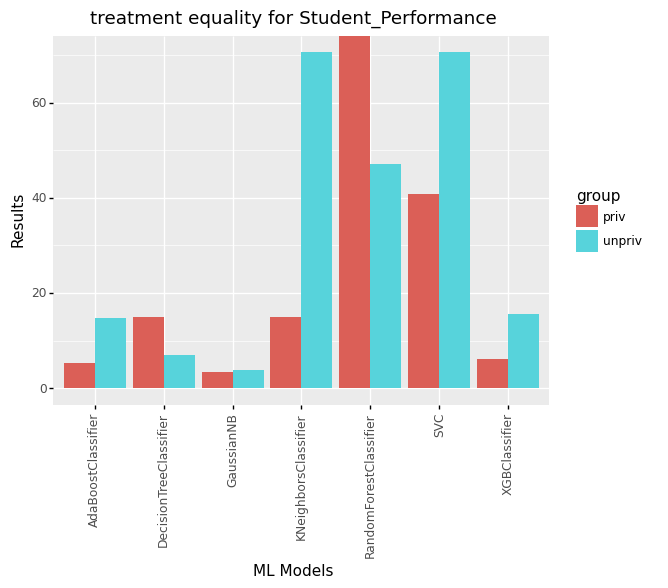 treatment equality for Student_Performance
Results
60
40
20
0
AdaBoostClassifier
DecisionTreeClassifier
GaussianNB
KNeighborsClassifier
RandomForestClassifier
SVC
XGBClassifier
ML Models
group
priv
unpriv